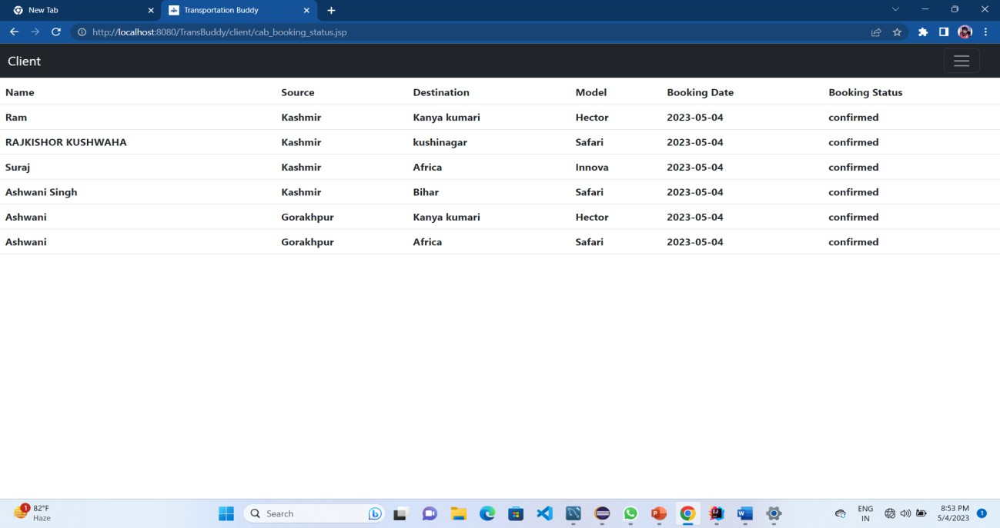 New Tab Transportation Buddy
http://localhost:8080/TransBuddy/client/cab_booking_status.jsp
Client
Name Source Destination Model Booking Date Booking Status
Ram Kashmir Kanya kumari Hector 2023-05-04 confirmed
RAJKISHOR KUSHWAHA Kashmir kushinagar Safari 2023-05-04 confirmed
Suraj Kashmir Africa Innova 2023-05-04 confirmed
Ashwani Singh Kashmir Bihar Safari 2023-05-04 confirmed
Ashwani Gorakhpur Kanya kumari Hector 2023-05-04 confirmed
Ashwani Gorakhpur Africa Safari 2023-05-04 confirmed
1 82°F Search ENG 8:53 PM 1
Haze IN 5/4/2023